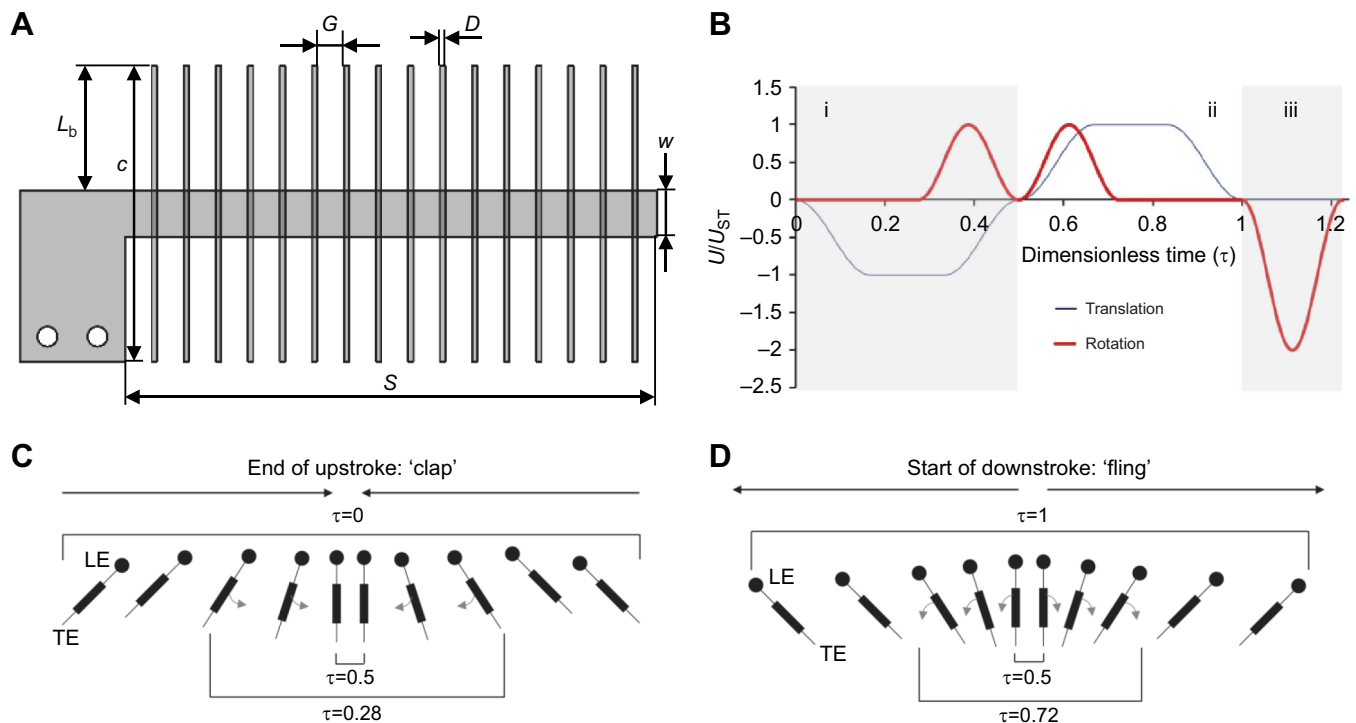 A
G
D
L_b
c
w
S
B
1.5
1
0.5
0
−0.5
−1
−1.5
−2
−2.5
U/U_ST
i
ii
iii
0
0.2
0.4
0.6
0.8
1
1.2
Dimensionless time (τ)
Translation
Rotation
C
End of upstroke: ‘clap’
τ=0
LE
TE
τ=0.5
τ=0.28
D
Start of downstroke: ‘fling’
τ=1
LE
TE
τ=0.5
τ=0.72